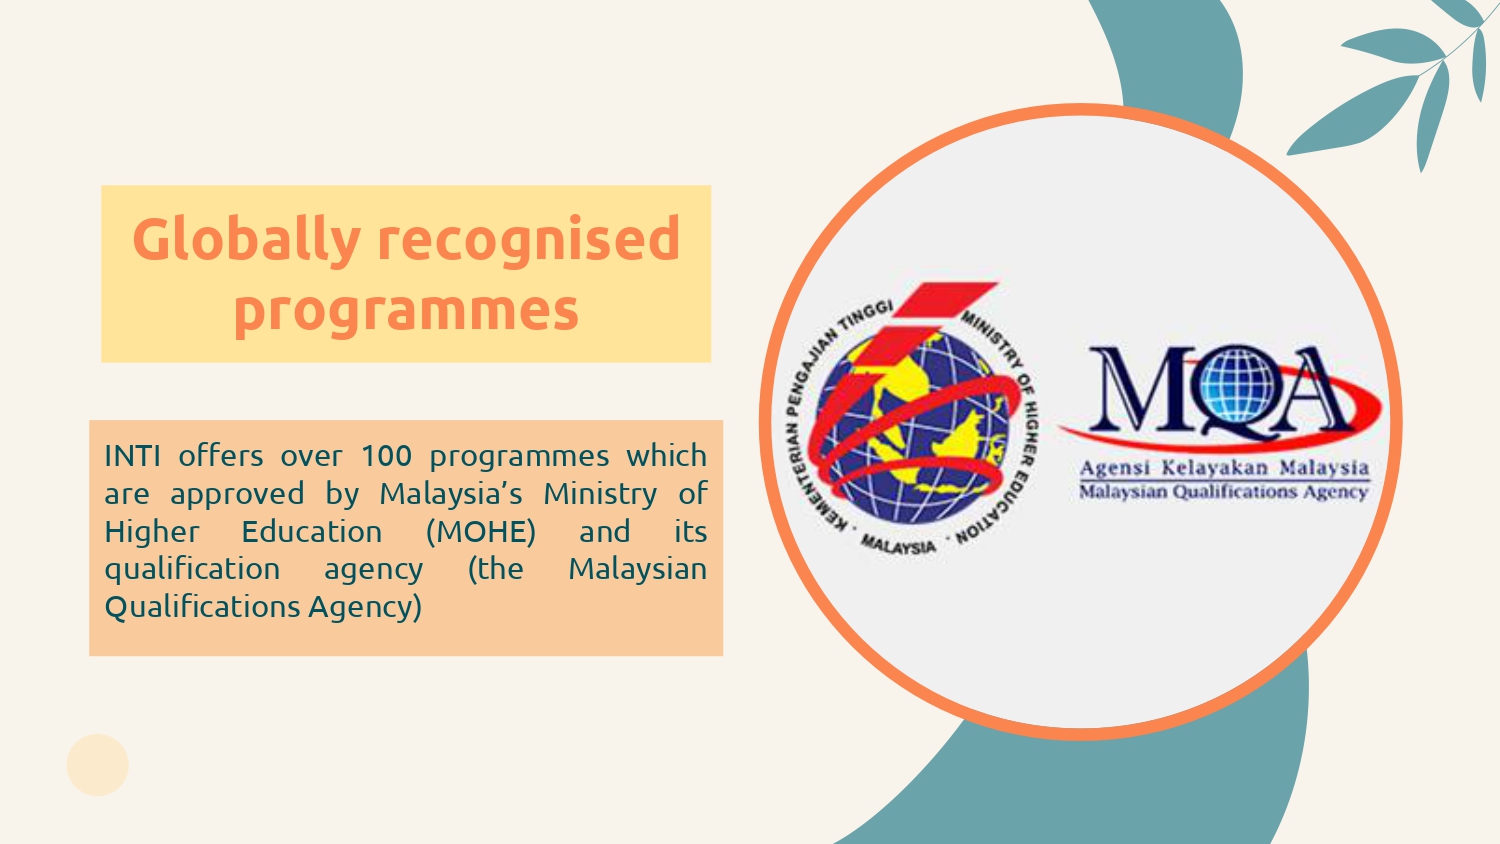 Globally recognised
programmes
INTI offers over 100 programmes which
are approved by Malaysia’s Ministry of
Higher Education (MOHE) and its
qualification agency (the Malaysian
Qualifications Agency)
KEMENTERIAN PENGAJIAN TINGGI
MINISTRY OF HIGHER EDUCATION
· MALAYSIA ·
MQA
Agensi Kelayakan Malaysia
Malaysian Qualifications Agency